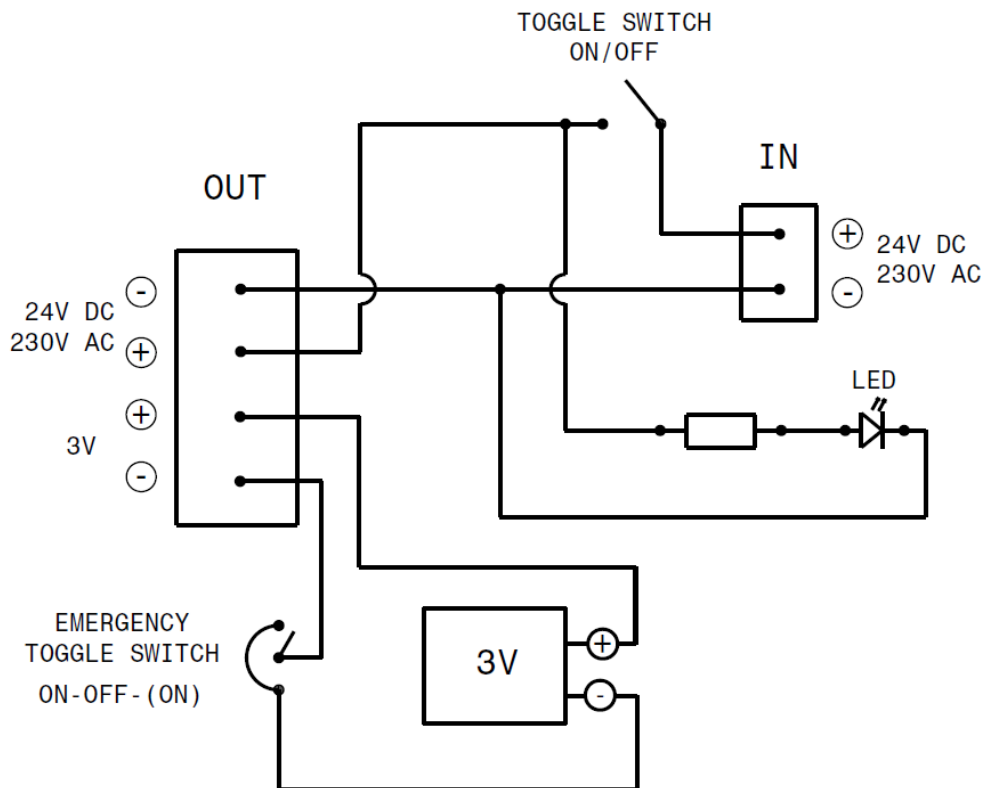 TOGGLE SWITCH
ON/OFF
IN
OUT
+
24V DC
230V AC
-
-
24V DC
230V AC
+
+
3V
-
LED
EMERGENCY
TOGGLE SWITCH
ON-OFF-(ON)
3V
+
-